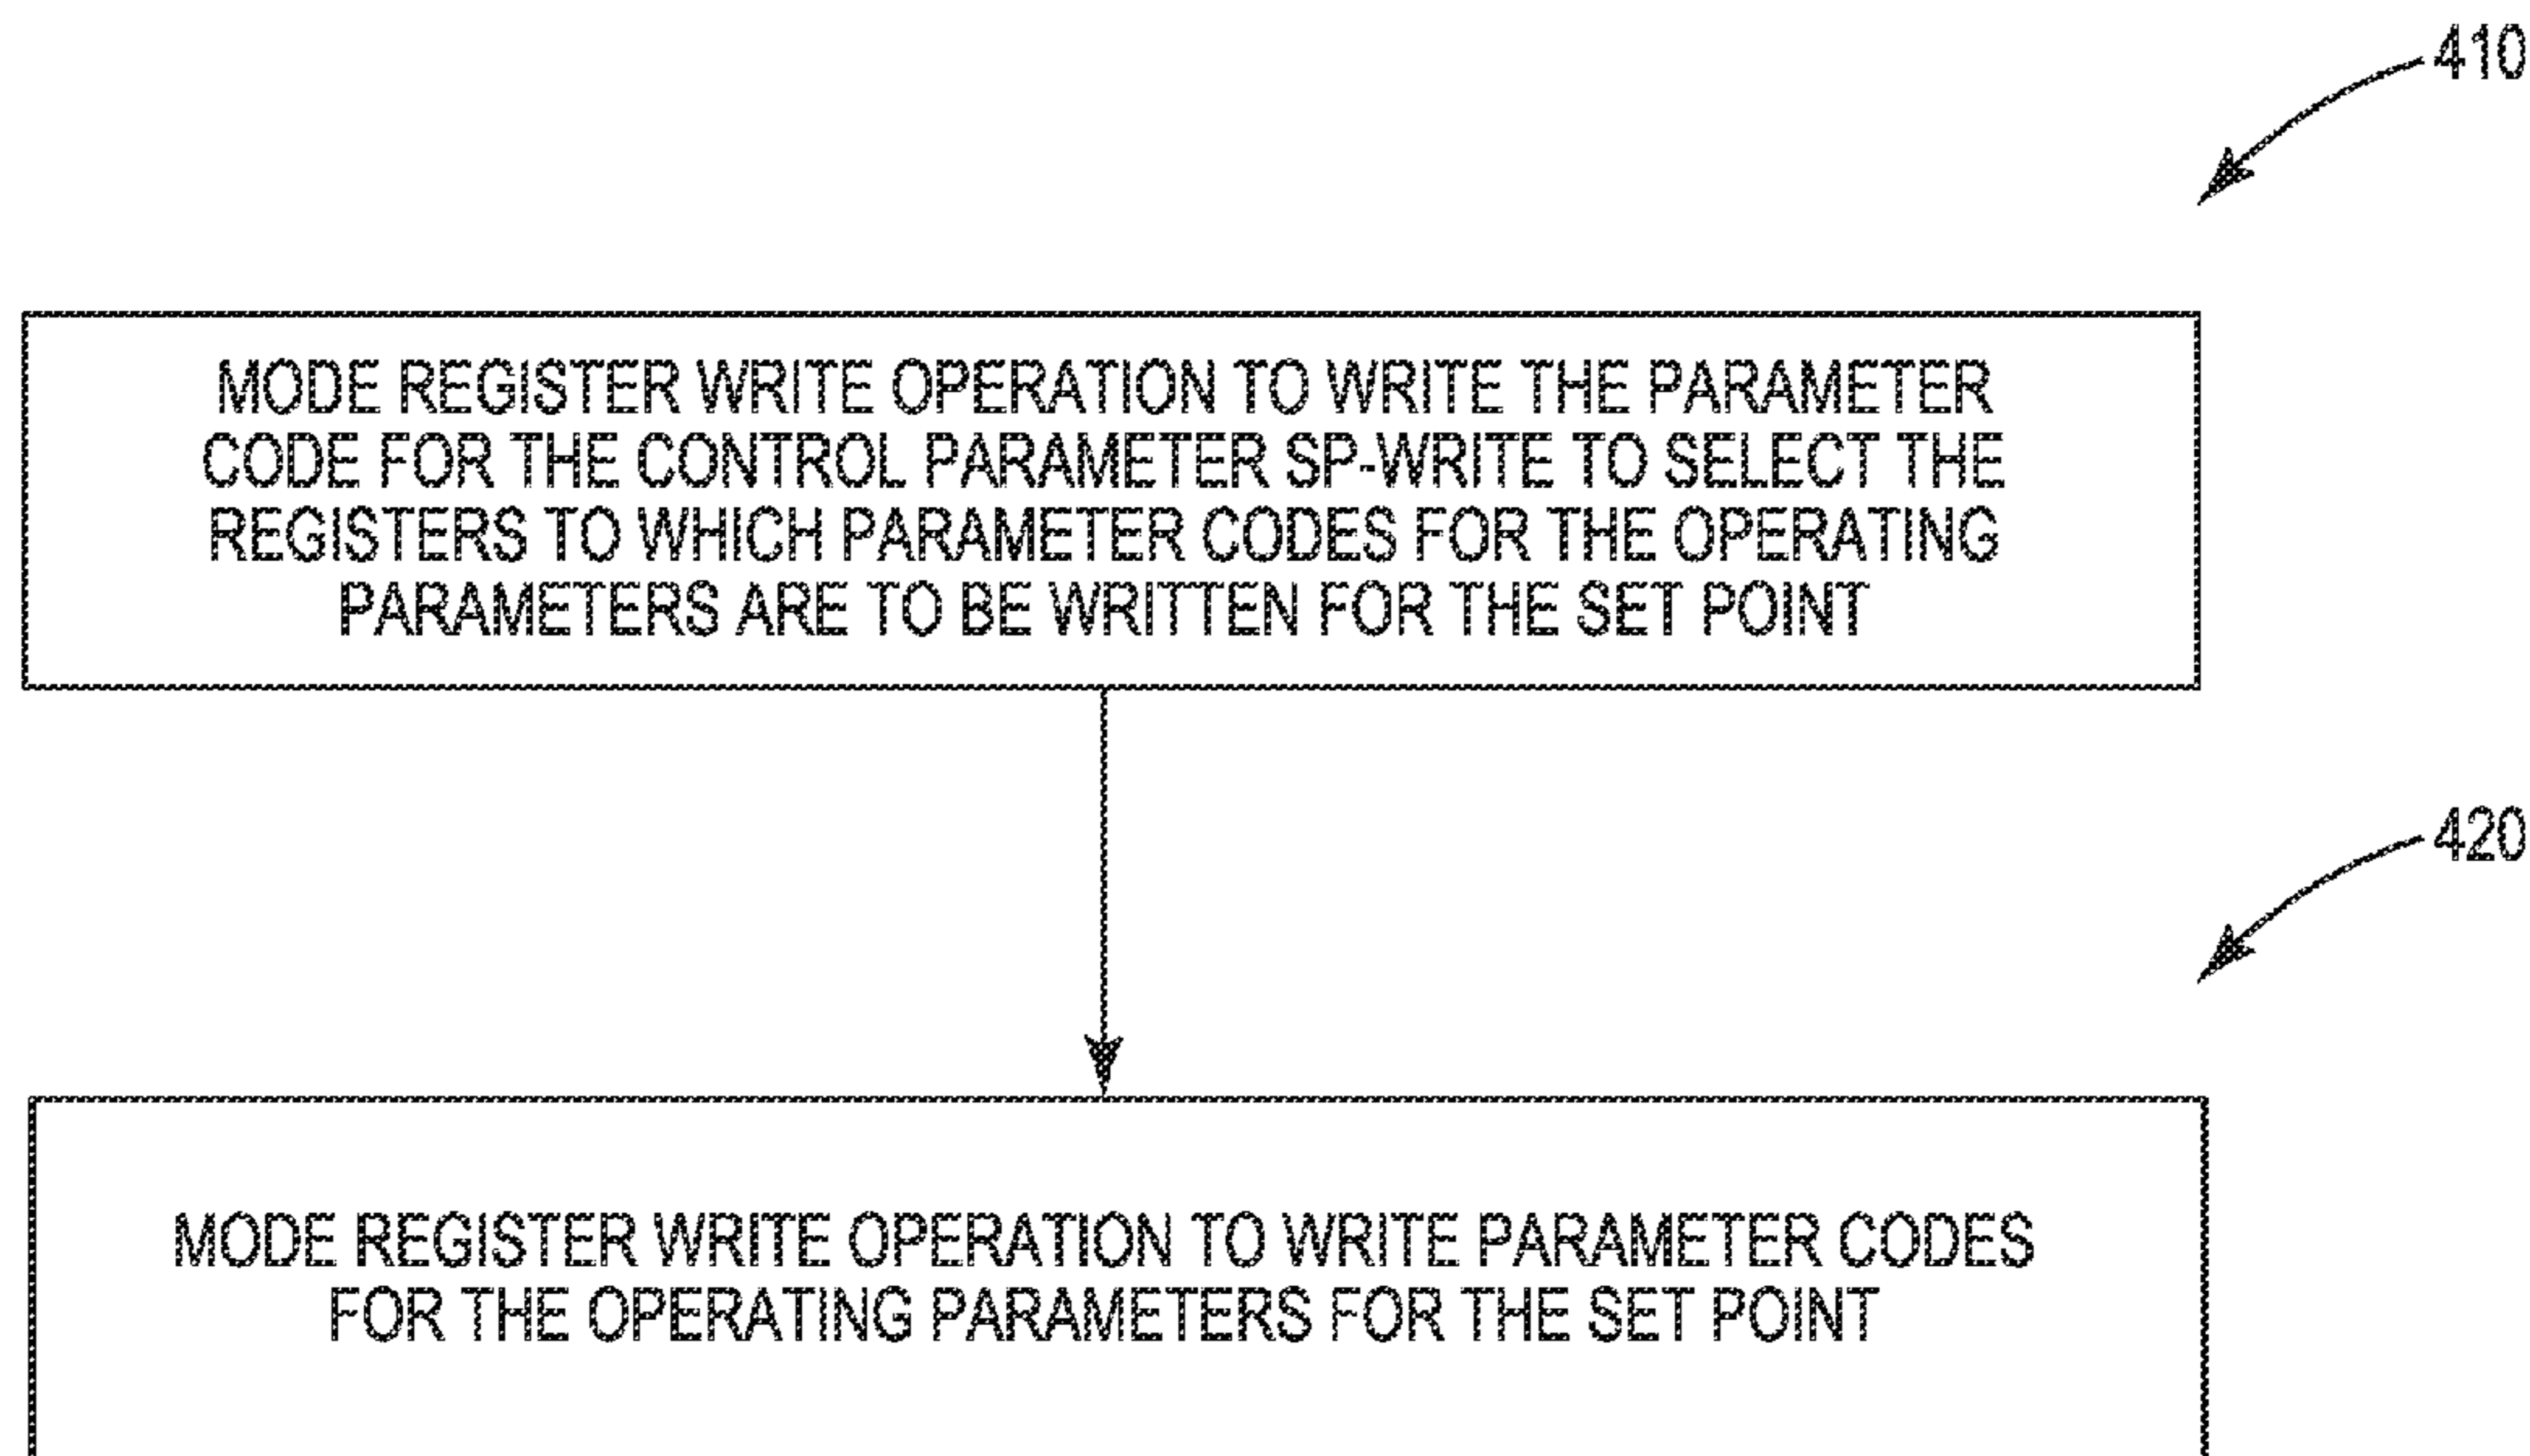 410
MODE REGISTER WRITE OPERATION TO WRITE THE PARAMETER
CODE FOR THE CONTROL PARAMETER SP-WRITE TO SELECT THE
REGISTERS TO WHICH PARAMETER CODES FOR THE OPERATING
PARAMETERS ARE TO BE WRITTEN FOR THE SET POINT
420
MODE REGISTER WRITE OPERATION TO WRITE PARAMETER CODES
FOR THE OPERATING PARAMETERS FOR THE SET POINT